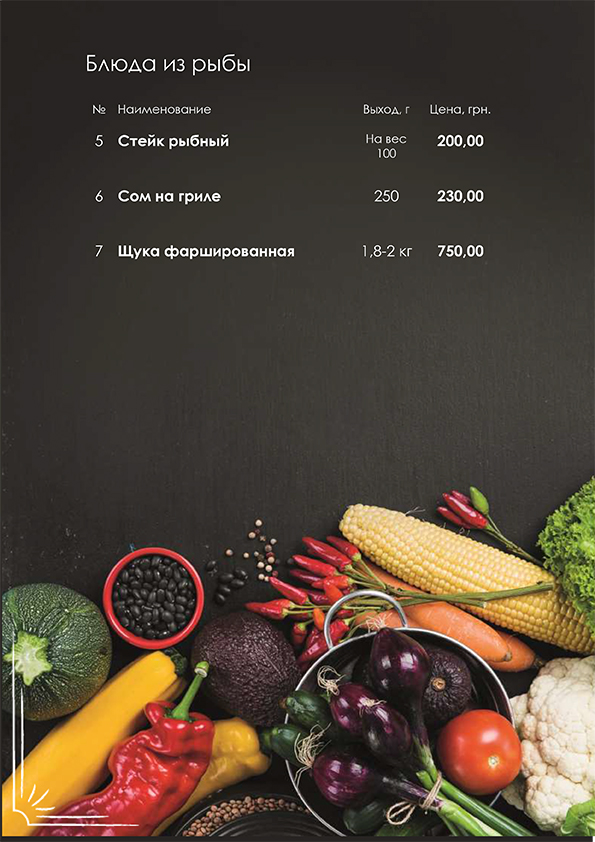 Блюда из рыбы
№ Наименование Выход, г Цена, грн.
5 Стейк рыбный На вес 200,00
100
6 Сом на гриле 250 230,00
7 Щука фаршированная 1,8-2 кг 750,00